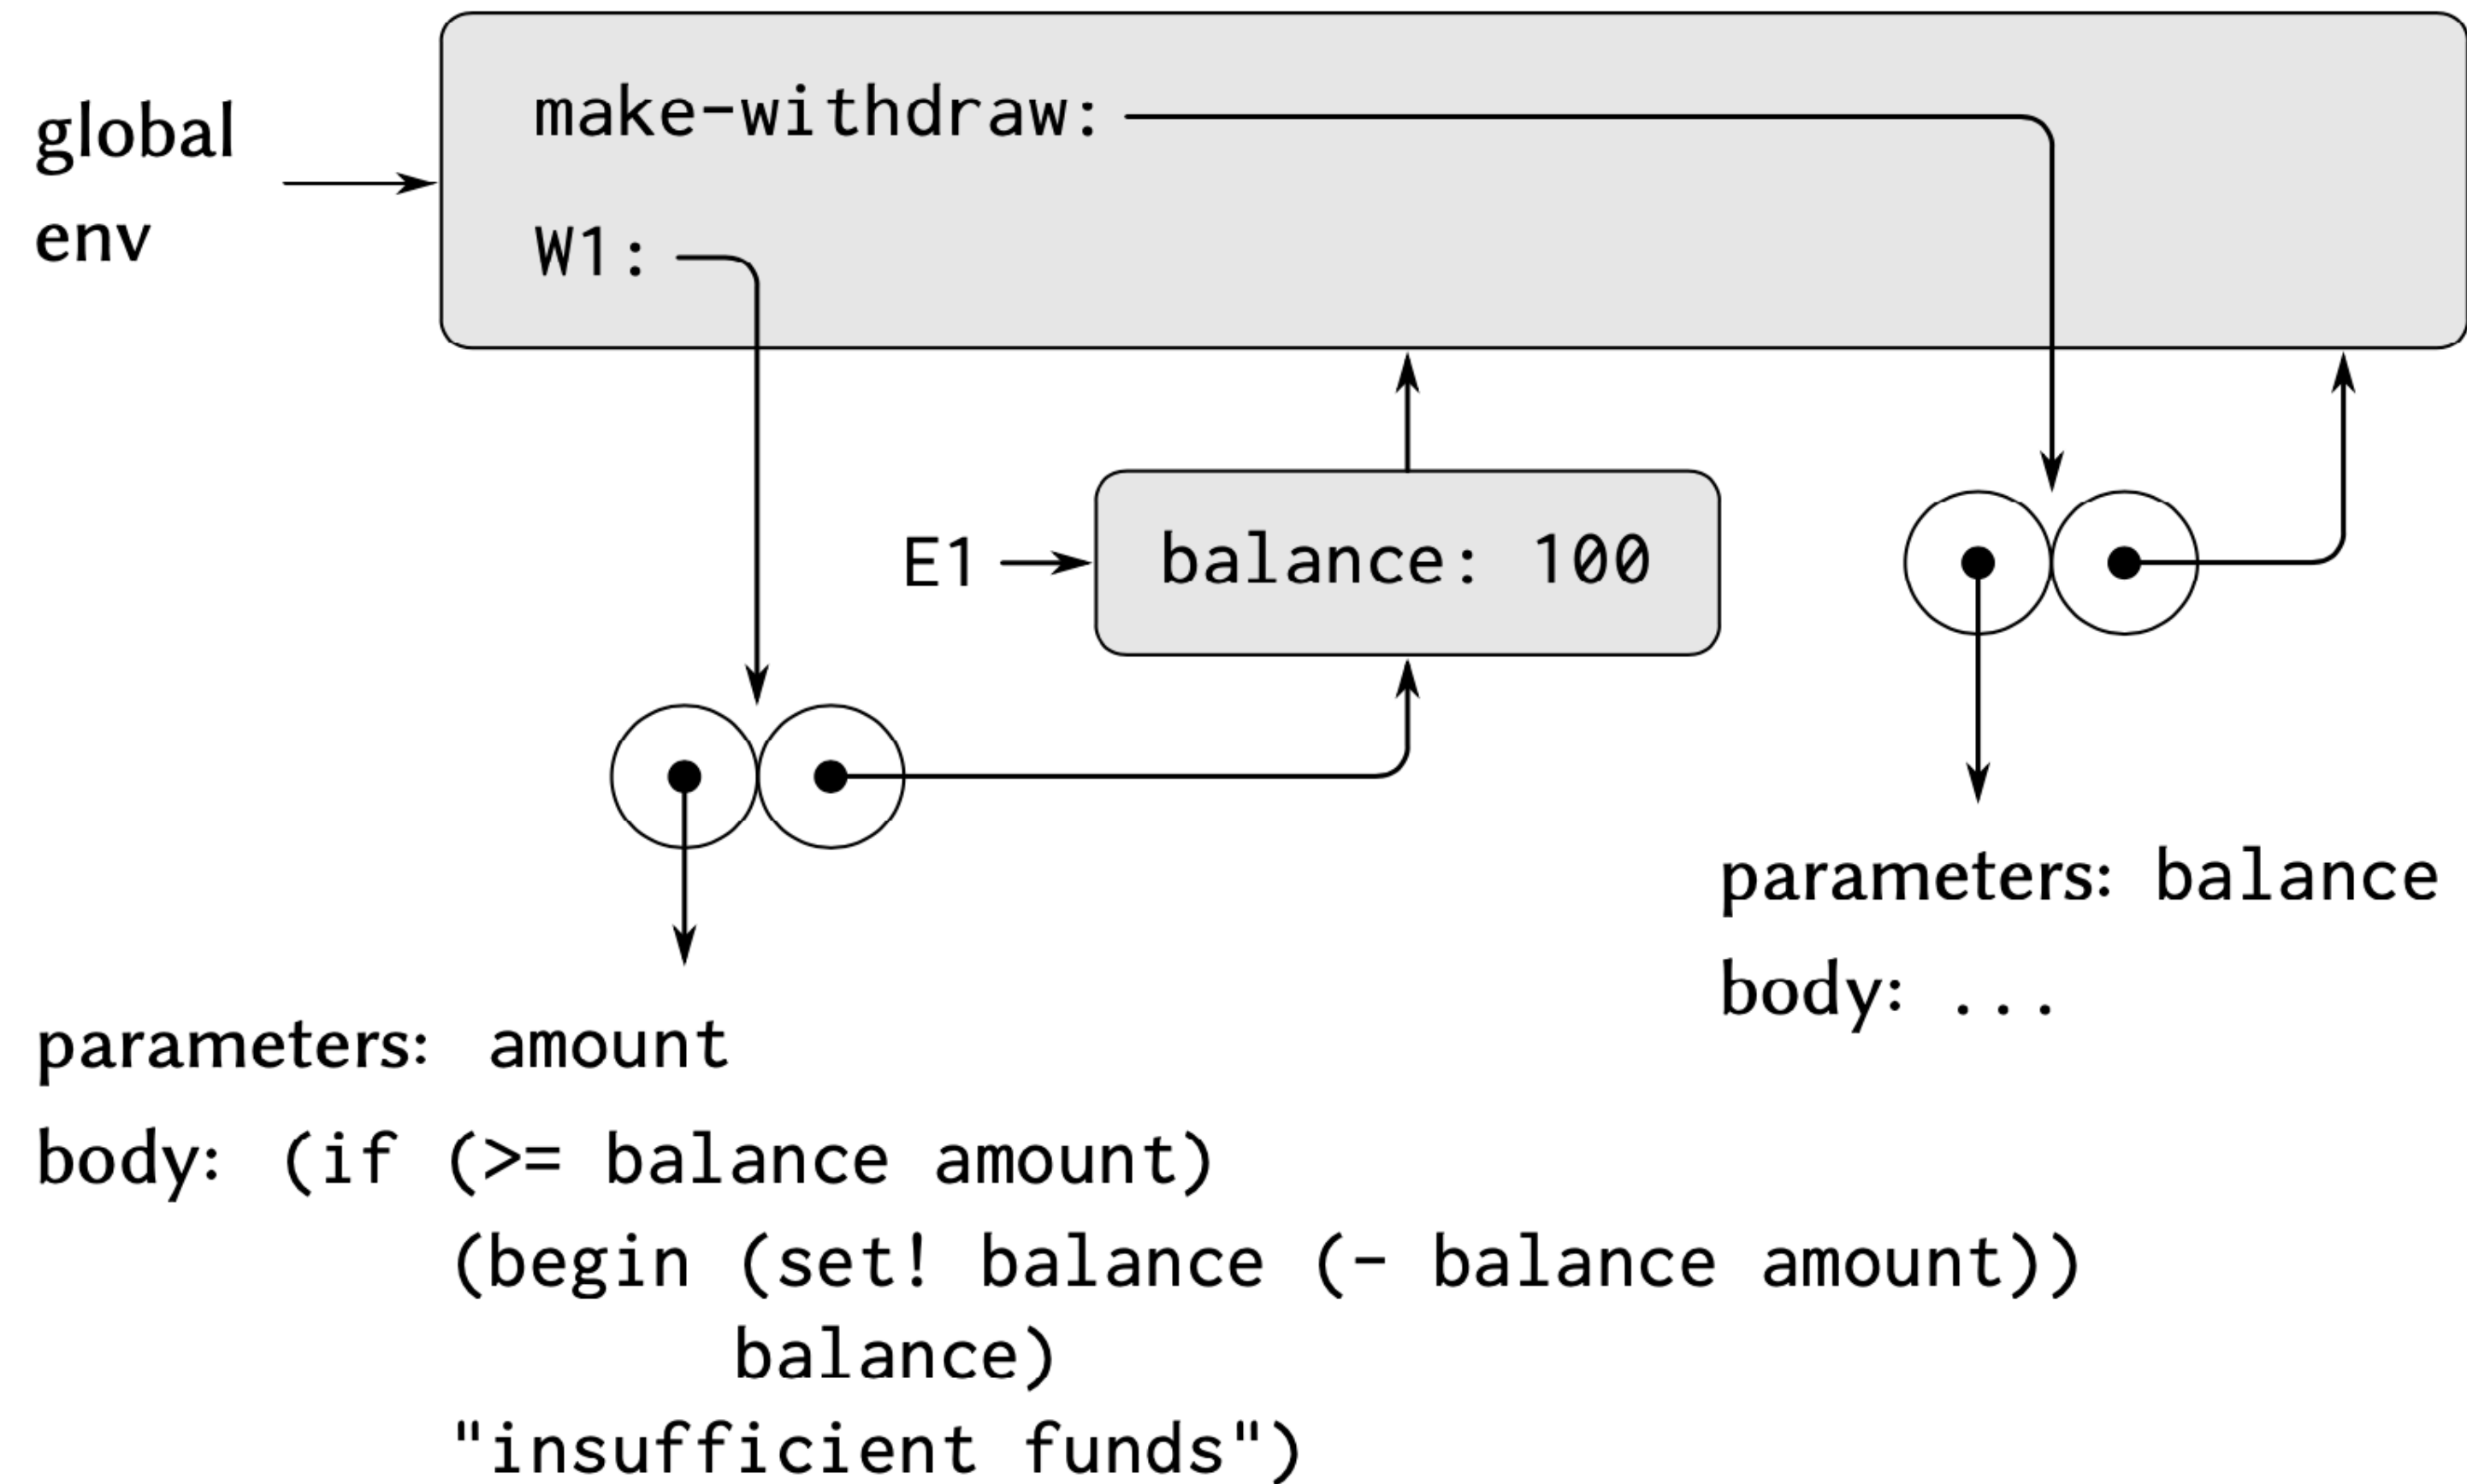 global
env
make-withdraw:
W1:
E1
balance: 100
parameters: balance
body: ...
parameters: amount
body: (if (>= balance amount)
(begin (set! balance (- balance amount))
balance)
"insufficient funds")